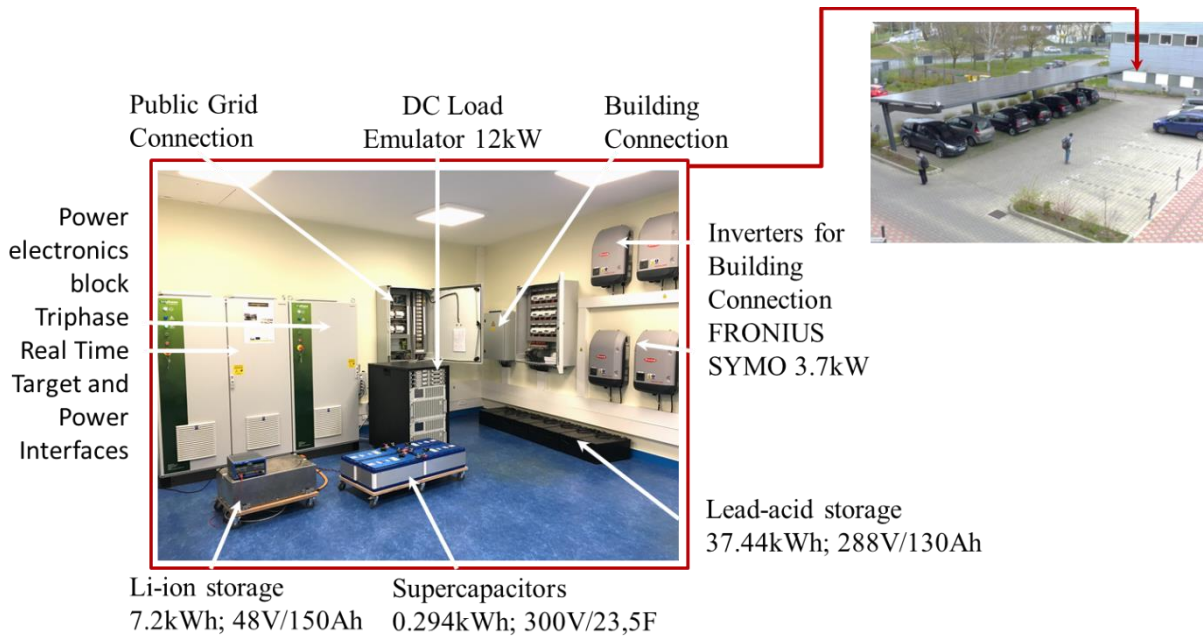 Public Grid
Connection
DC Load
Emulator 12kW
Building
Connection
Power
electronics
block
Triphase
Real Time
Target and
Power
Interfaces
Inverters for
Building
Connection
FRONIUS
SYMO 3.7kW
Lead-acid storage
37.44kWh; 288V/130Ah
Li-ion storage
7.2kWh; 48V/150Ah
Supercapacitors
0.294kWh; 300V/23,5F